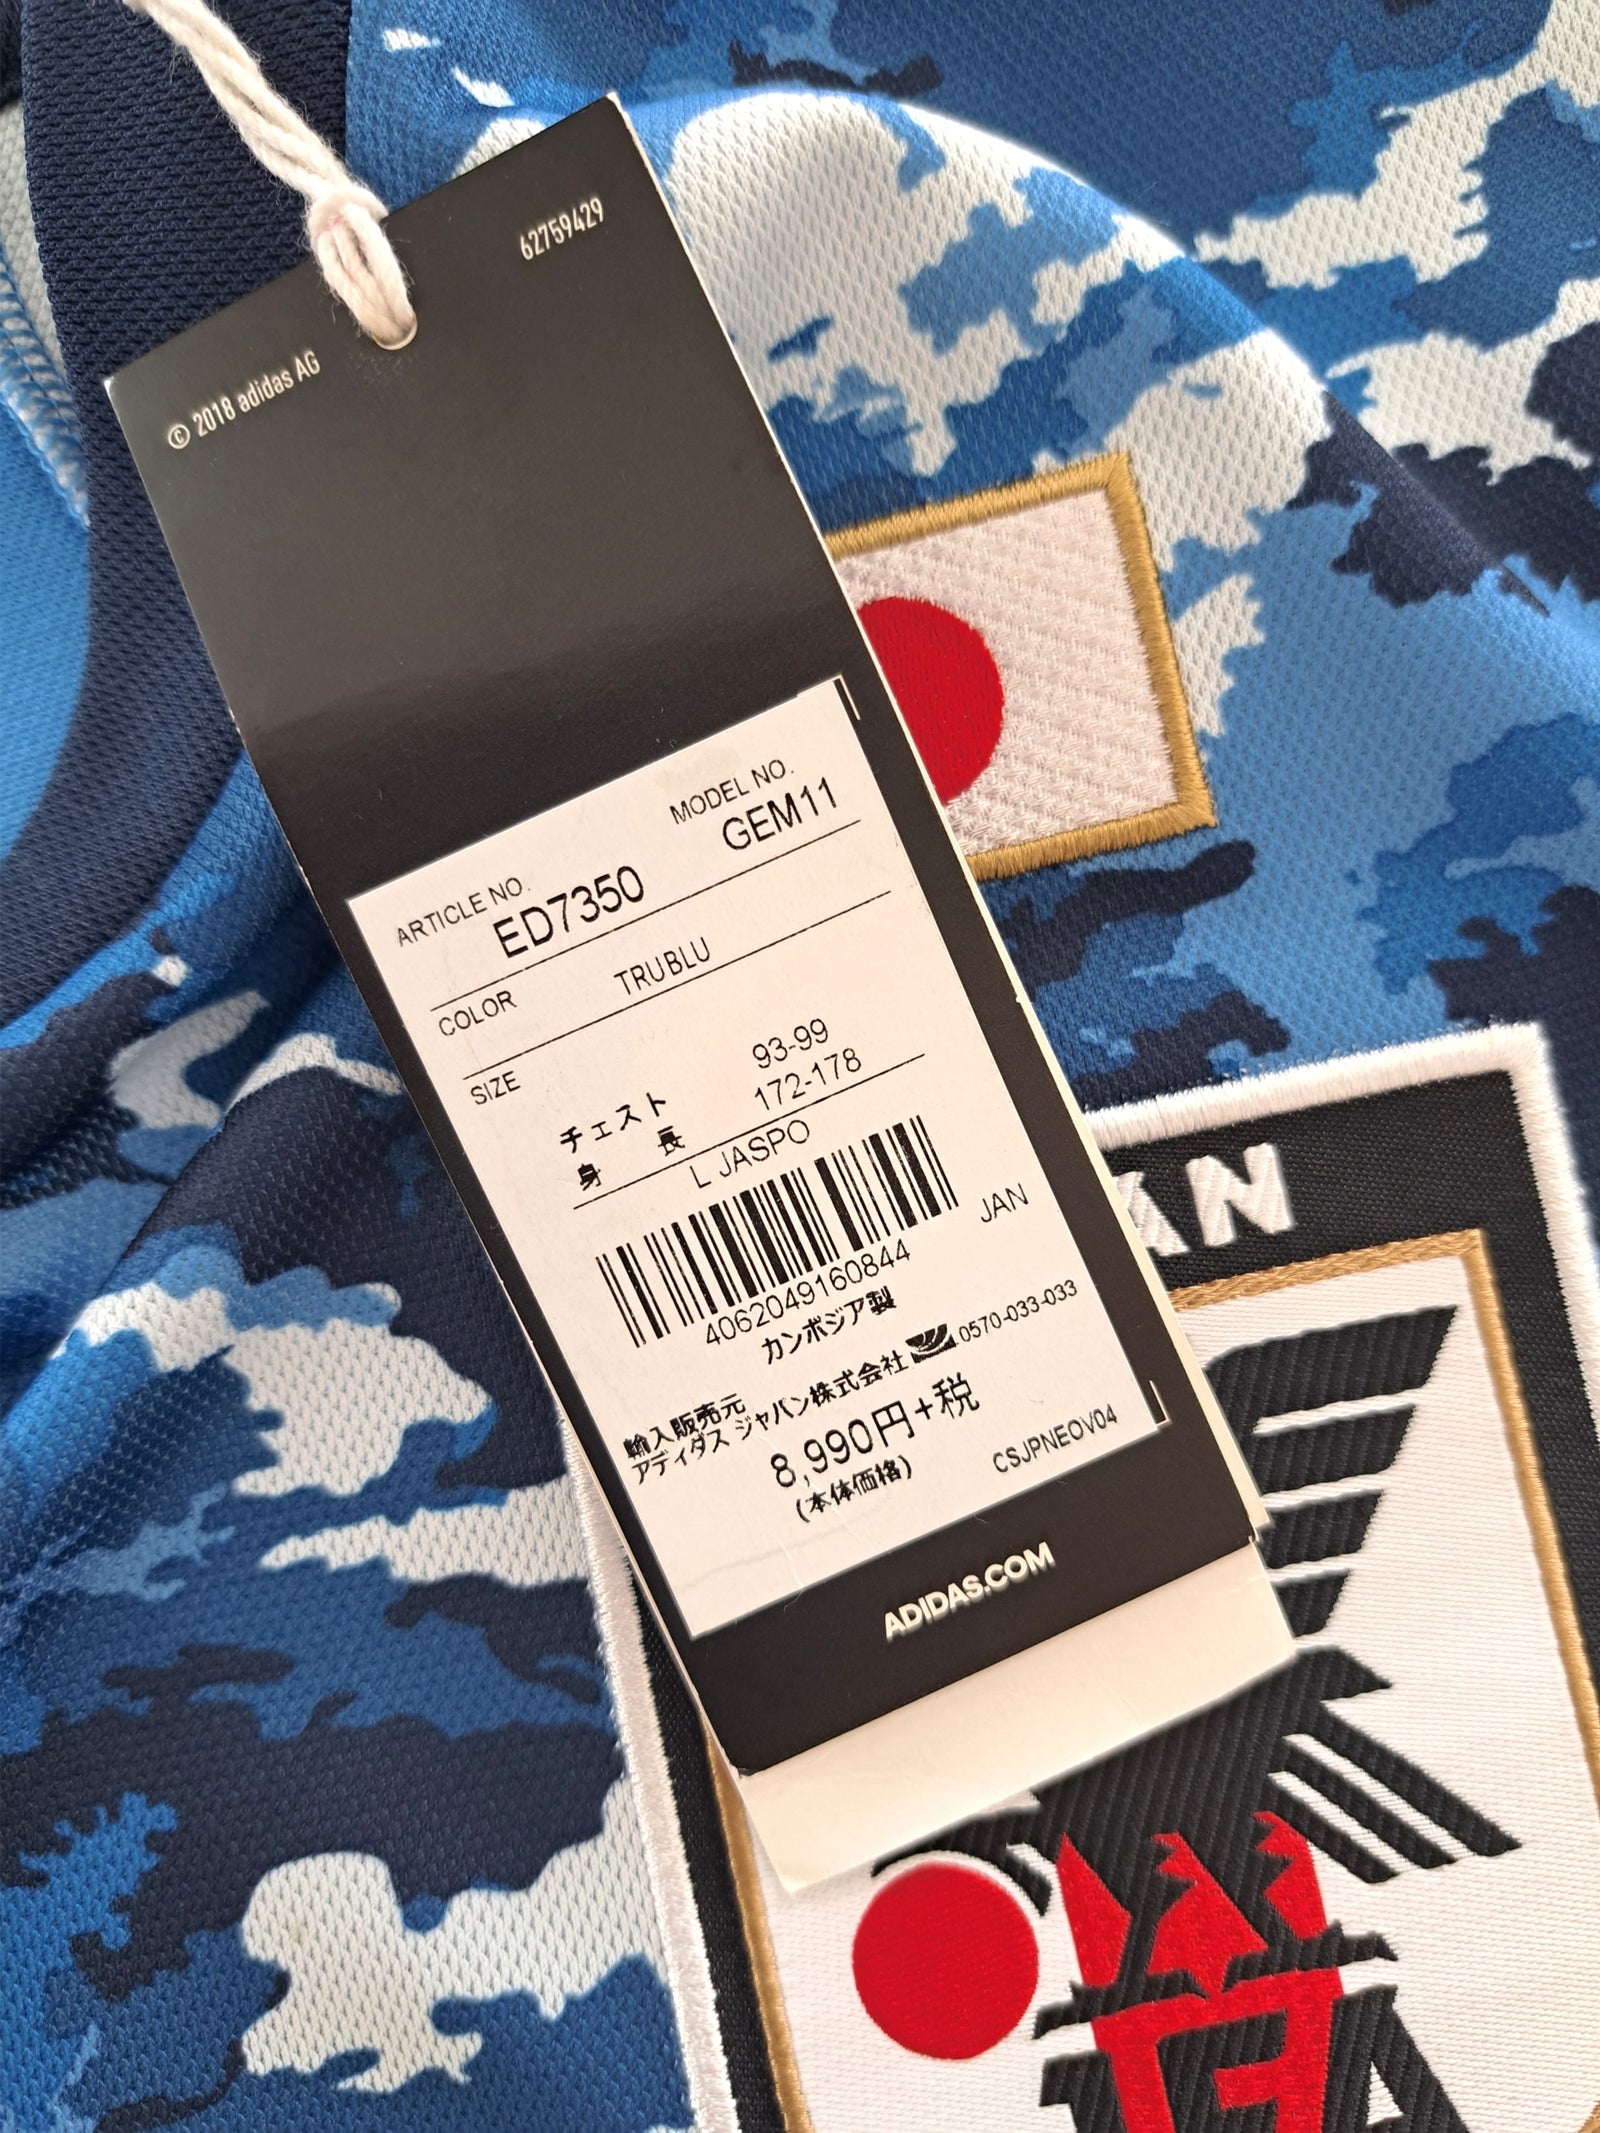 62759429
© 2018 adidas AG
MODEL NO.
GEM11
ARTICLE NO.
ED7350
COLOR TRUBLU
SIZE
チェスト 93-99
身長 172-178
L JASPO
JAN
4062049160844
カンボジア製
輸入販売元
アディダス ジャパン株式会社 0570-033-033
8,990円+税
(本体価格)
CSJPNEOV04
ADIDAS.COM
AN
JFA